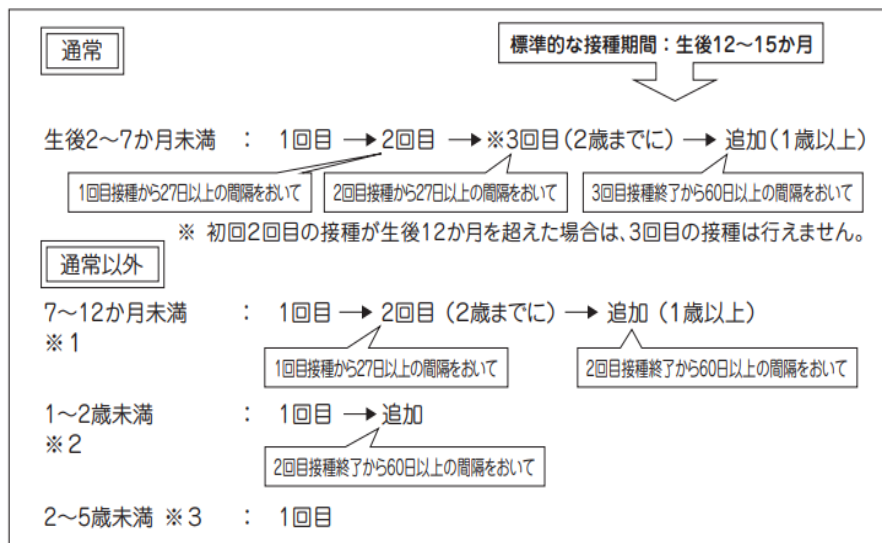 通常
標準的な接種期間：生後12～15か月
生後2～7か月未満 ： 1回目 → 2回目 → ※3回目（2歳までに） → 追加（1歳以上）
1回目接種から27日以上の間隔をおいて 2回目接種から27日以上の間隔をおいて 3回目接種終了から60日以上の間隔をおいて
※ 初回2回目の接種が生後12か月を超えた場合は、3回目の接種は行えません。
通常以外
7～12か月未満 ： 1回目 → 2回目（2歳までに） → 追加（1歳以上）
※1
1回目接種から27日以上の間隔をおいて 2回目接種終了から60日以上の間隔をおいて
1～2歳未満 ： 1回目 → 追加
※2
2回目接種終了から60日以上の間隔をおいて
2～5歳未満 ※3 ： 1回目